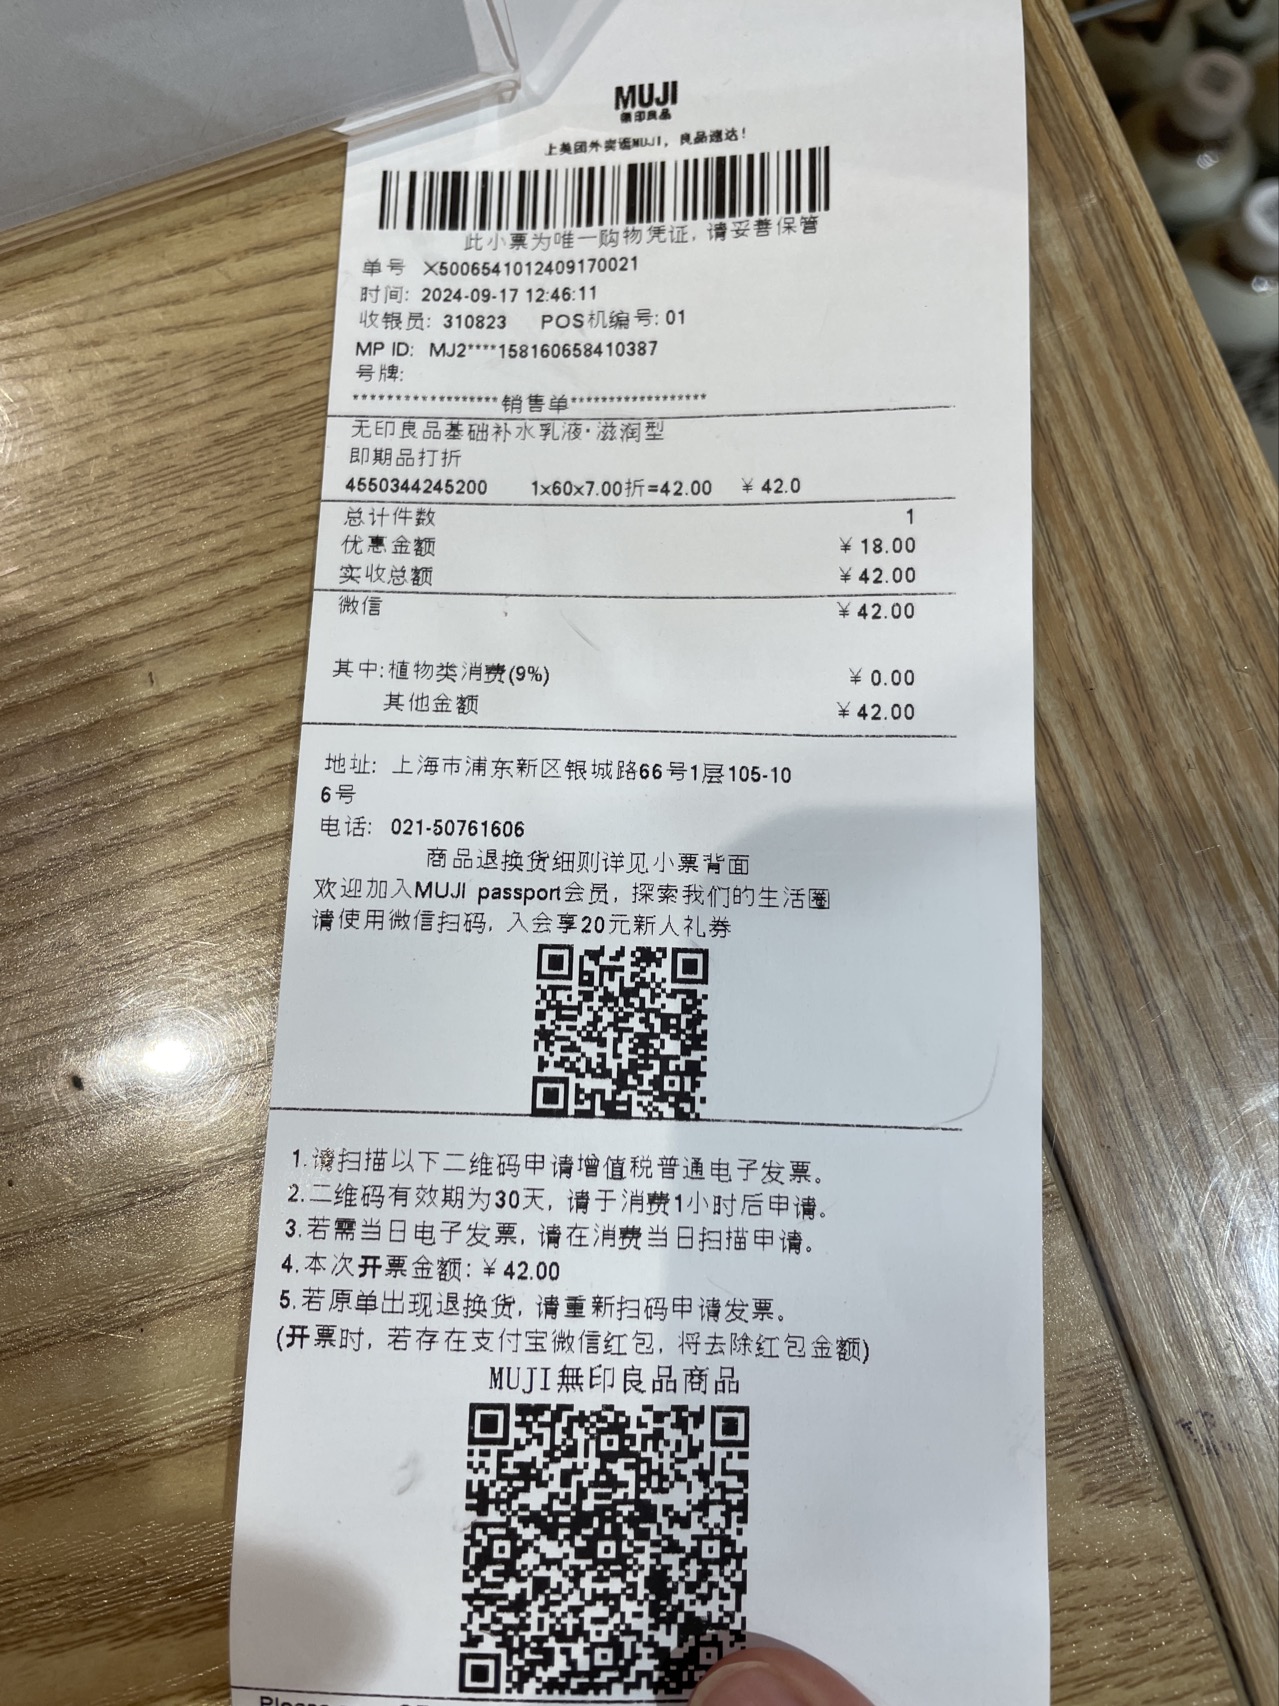 MUJI
無印良品
上美团外卖逛MUJI，良品速达！
此小票为唯一购物凭证，请妥善保管
单号 X5006541012409170021
时间: 2024-09-17 12:46:11
收银员: 310823 POS机编号: 01
MP ID: MJ2****158160658410387
号牌:
*****************销售单****************
无印良品基础补水乳液·滋润型
即期品打折
4550344245200 1x60x7.00折=42.00 ￥42.0
总计件数 1
优惠金额 ￥18.00
实收总额 ￥42.00
微信 ￥42.00
其中:植物类消费(9%) ￥0.00
其他金额 ￥42.00
地址: 上海市浦东新区银城路66号1层105-10
6号
电话: 021-50761606
商品退换货细则详见小票背面
欢迎加入MUJI passport会员，探索我们的生活圈
请使用微信扫码，入会享20元新人礼券
1.请扫描以下二维码申请增值税普通电子发票。
2.二维码有效期为30天，请于消费1小时后申请。
3.若需当日电子发票，请在消费当日扫描申请。
4.本次开票金额:￥42.00
5.若原单出现退换货，请重新扫码申请发票。
(开票时，若存在支付宝微信红包，将去除红包金额)
MUJI無印良品商品